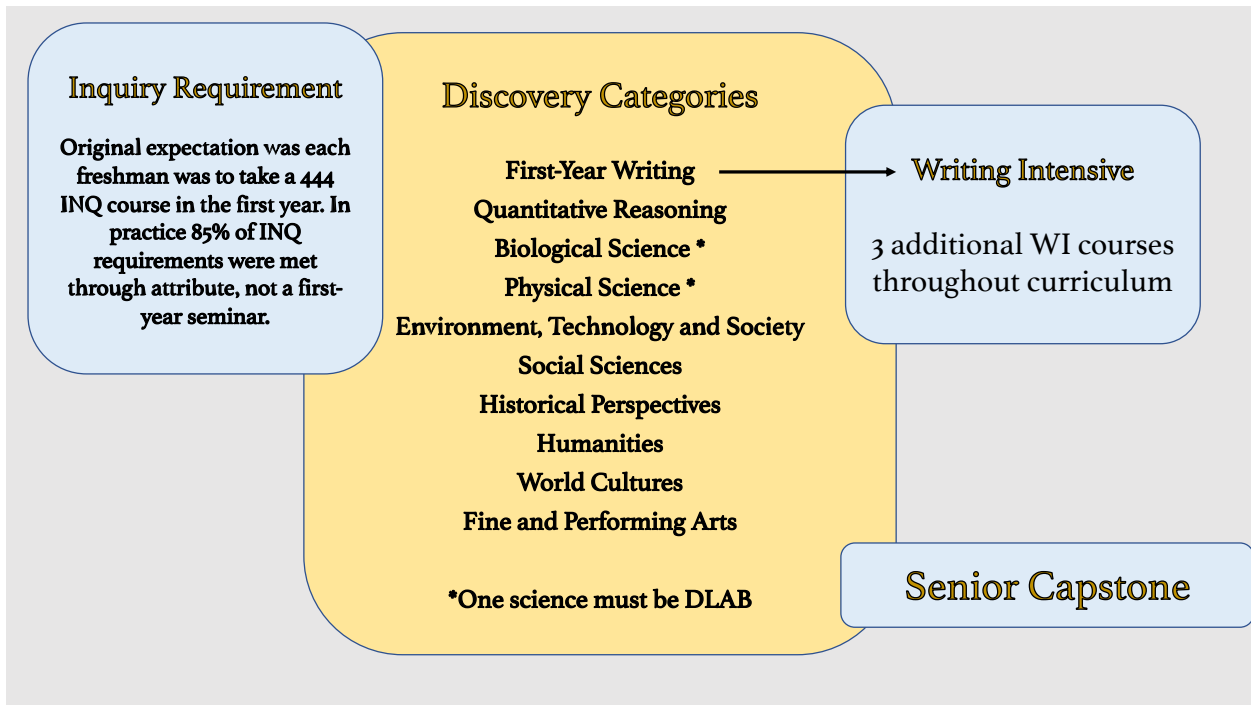 Inquiry Requirement
Original expectation was each
freshman was to take a 444
INQ course in the first year. In
practice 85% of INQ
requirements were met
through attribute, not a first-
year seminar.
Discovery Categories
First-Year Writing
Quantitative Reasoning
Biological Science *
Physical Science *
Environment, Technology and Society
Social Sciences
Historical Perspectives
Humanities
World Cultures
Fine and Performing Arts
*One science must be DLAB
Writing Intensive
3 additional WI courses
throughout curriculum
Senior Capstone